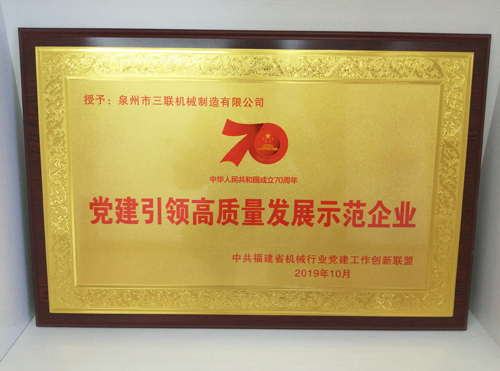 授予：泉州市三联机械制造有限公司
70
中华人民共和国成立70周年
党建引领高质量发展示范企业
中共福建省机械行业党建工作创新联盟
2019年10月